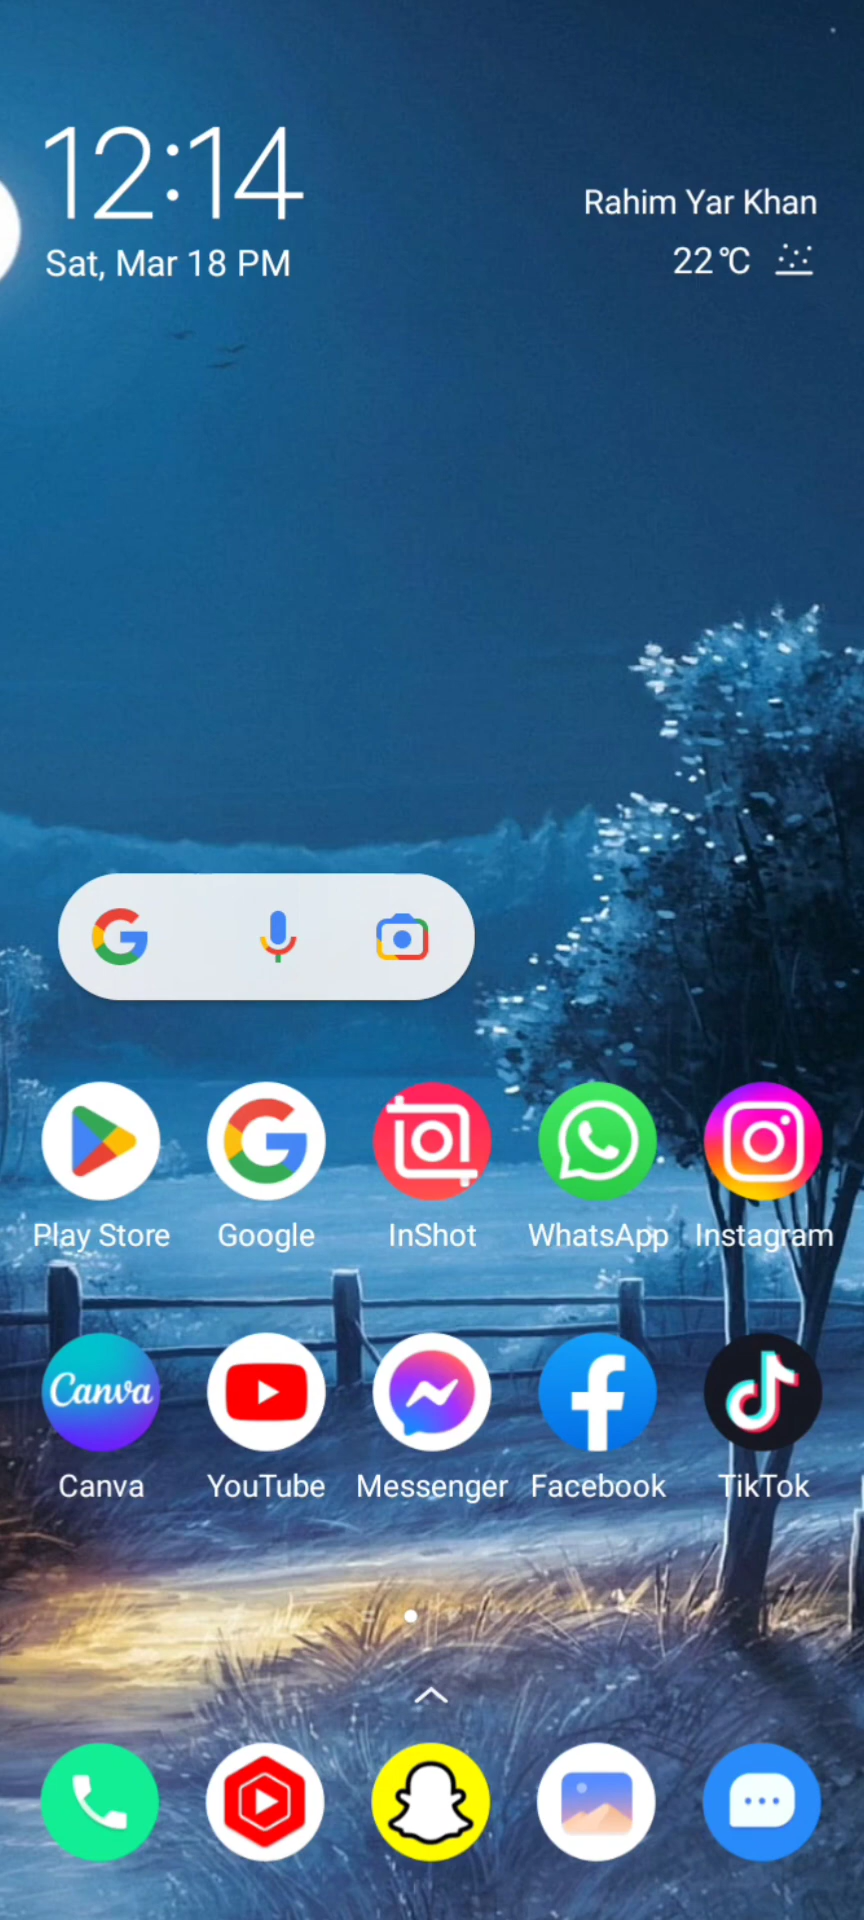 12:14
Sat, Mar 18 PM
Rahim Yar Khan
22°C
Play Store
Google
InShot
WhatsApp
Instagram
Canva
Canva
YouTube
Messenger
Facebook
TikTok